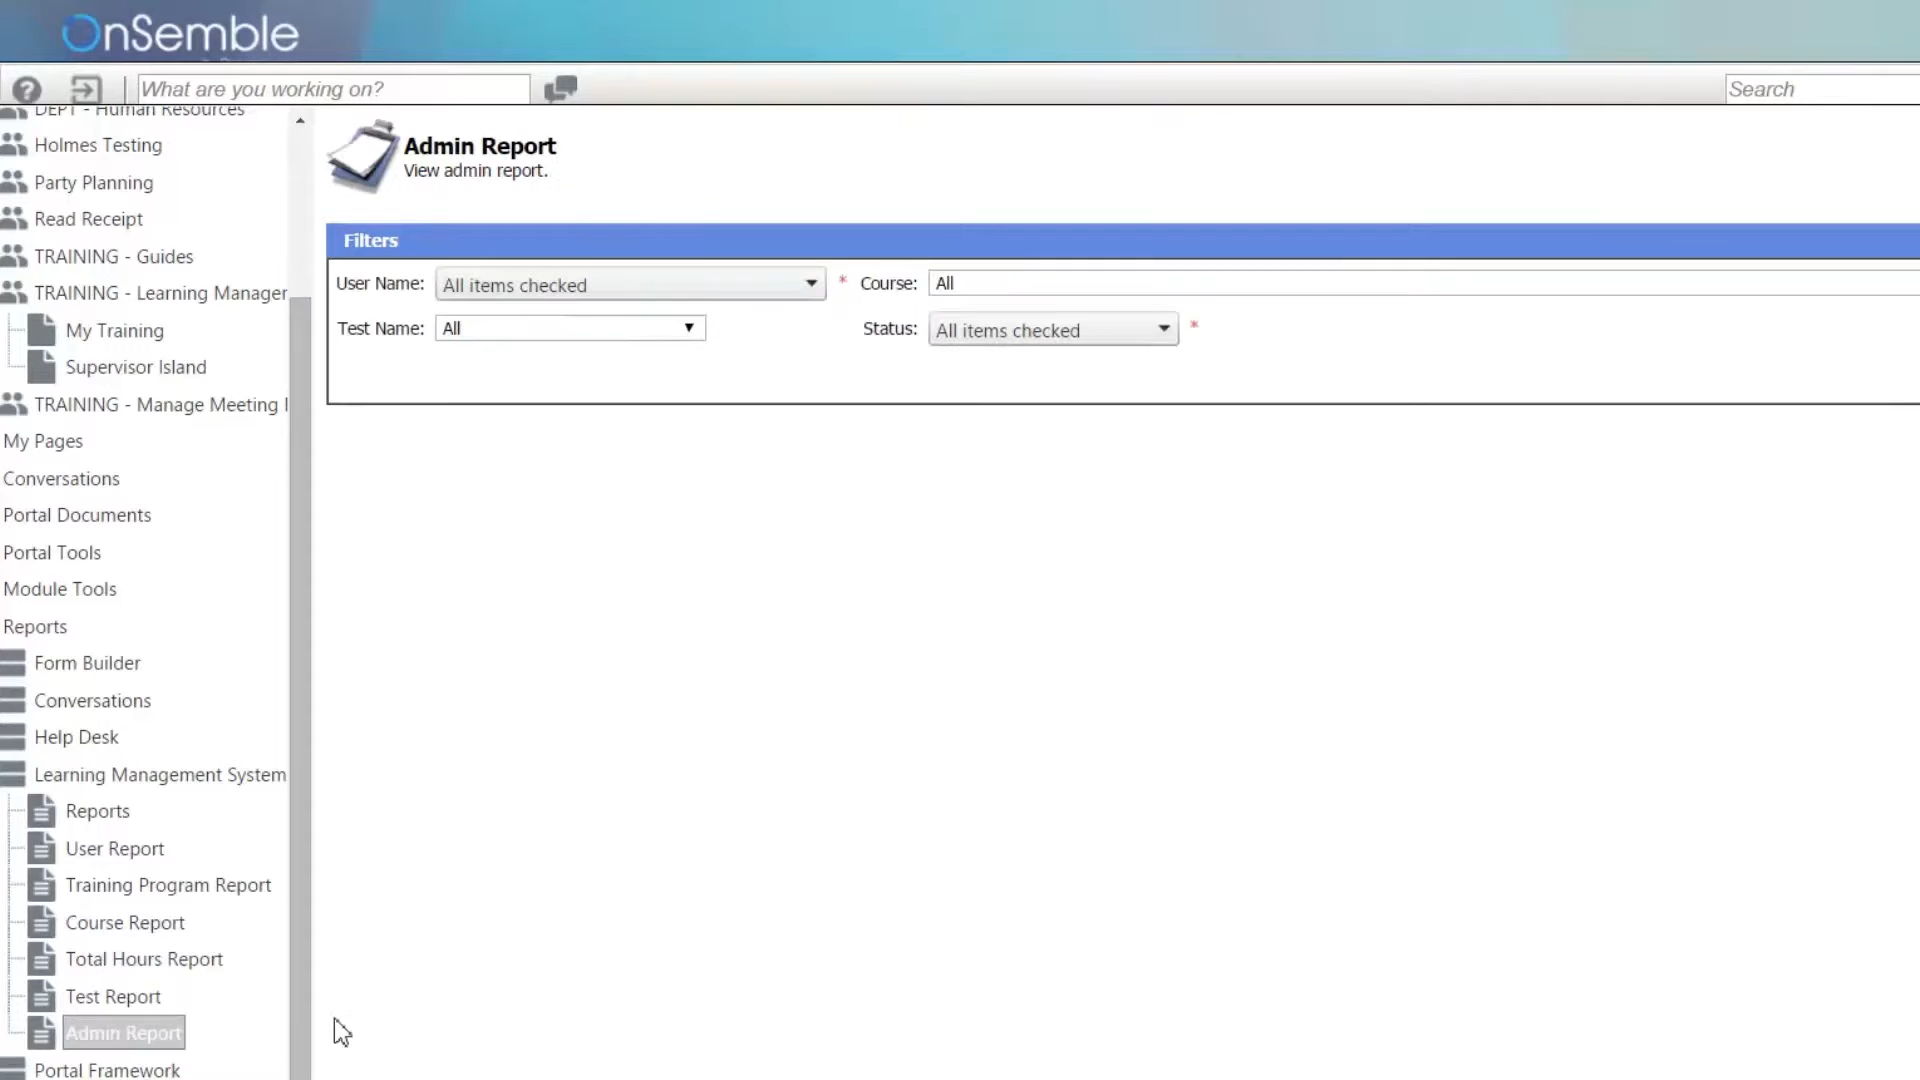 OnSemble
What are you working on?
Search
DEPT - Human Resources
Holmes Testing
Party Planning
Read Receipt
TRAINING - Guides
TRAINING - Learning Manager
My Training
Supervisor Island
TRAINING - Manage Meeting
My Pages
Conversations
Portal Documents
Portal Tools
Module Tools
Reports
Form Builder
Conversations
Help Desk
Learning Management System
Reports
User Report
Training Program Report
Course Report
Total Hours Report
Test Report
Admin Report
Portal Framework
Admin Report
View admin report.
Filters
User Name: All items checked * Course: All
Test Name: All Status: All items checked *